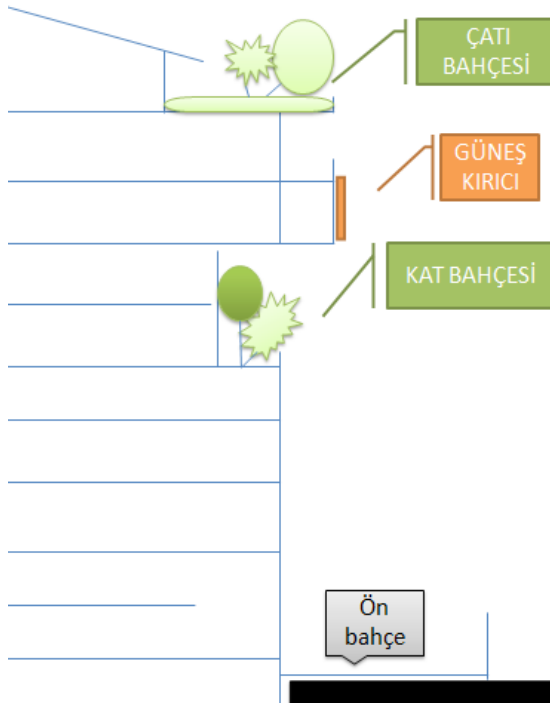 ÇATI
BAHÇESİ
GÜNEŞ
KIRICI
KAT BAHÇESİ
Ön
bahçe